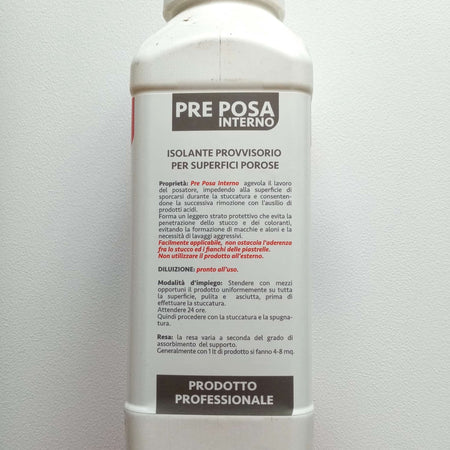 PRE POSA
INTERNO
ISOLANTE PROVVISORIO
PER SUPERFICI POROSE
Proprietà: Pre Posa Interno agevola il lavoro
del posatore, impedendo alla superficie di
sporcarsi durante la stuccatura e consenten-
done la successiva rimozione con l'ausilio di
prodotti acidi.
Forma un leggero strato protettivo che evita la
penetrazione dello stucco e dei coloranti,
evitando la formazione di macchie e aloni e la
necessità di lavaggi aggressivi.
Facilmente applicabile, non ostacola l'aderenza
fra lo stucco ed i fianchi delle piastrelle.
Non utilizzare il prodotto all'esterno.
DILUIZIONE: pronto all'uso.
Modalità d'impiego: Stendere con mezzi
opportuni il prodotto uniformemente su tutta
la superficie, pulita e asciutta, prima di
effettuare la stuccatura.
Attendere 24 ore.
Quindi procedere con la stuccatura e la spugna-
tura.
Resa: la resa varia a seconda del grado di
assorbimento del supporto.
Generalmente con 1 lt di prodotto si fanno 4-8 mq.
PRODOTTO
PROFESSIONALE